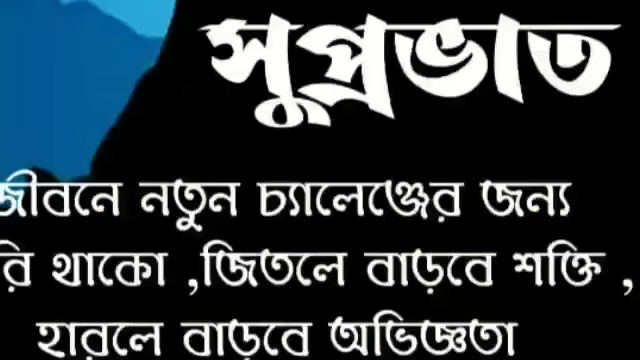 সুপ্রভাত
জীবনে নতুন চ্যালেঞ্জের জন্য
রি থাকো ,জিতলে বাড়বে শক্তি ,
হারলে বাড়বে অভিজ্ঞতা